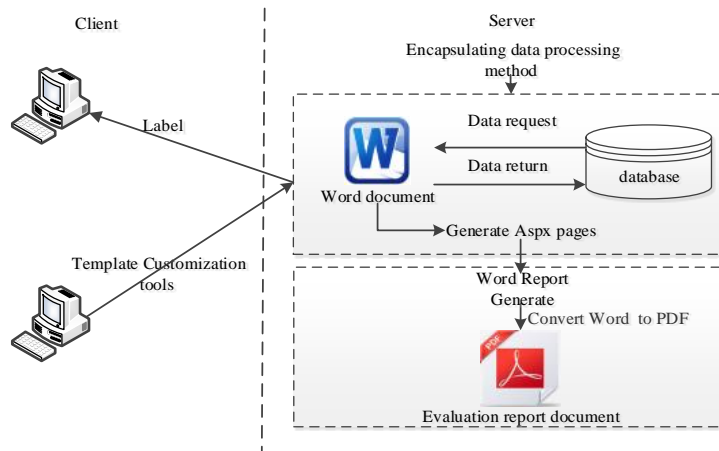 Client
Server
Encapsulating data processing
method
Label
Data request
W
Data return
database
Word document
Generate Aspx pages
Template Customization
tools
Word Report
Generate
Convert Word to PDF
PDF
Evaluation report document